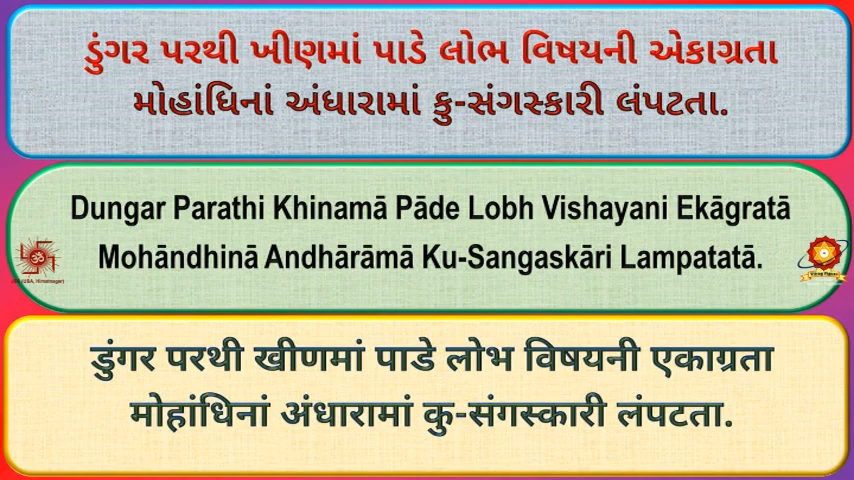 ડુંગર પરથી ખીણમાં પાડે લોભ વિષયની એકાગ્રતા
મોહાંધિનાં અંધારામાં કુ-સંગસ્કારી લંપટતા.
Dungar Parathi Khinamā Pāde Lobh Vishayani Ekāgratā
Mohāndhinā Andhārāmā Ku-Sangaskāri Lampatatā.
डुंगर परथी खीणमां पाडे लोभ विषयनी एकाग्रता
मोहांधिनां अंधारामां कु-संगस्कारी लंपटता.